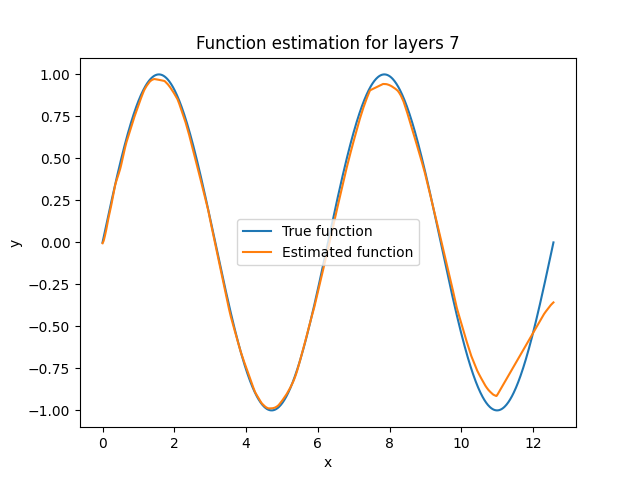 Function estimation for layers 7
1.00
0.75
0.50
0.25
0.00
−0.25
−0.50
−0.75
−1.00
y
True function
Estimated function
0 2 4 6 8 10 12
x